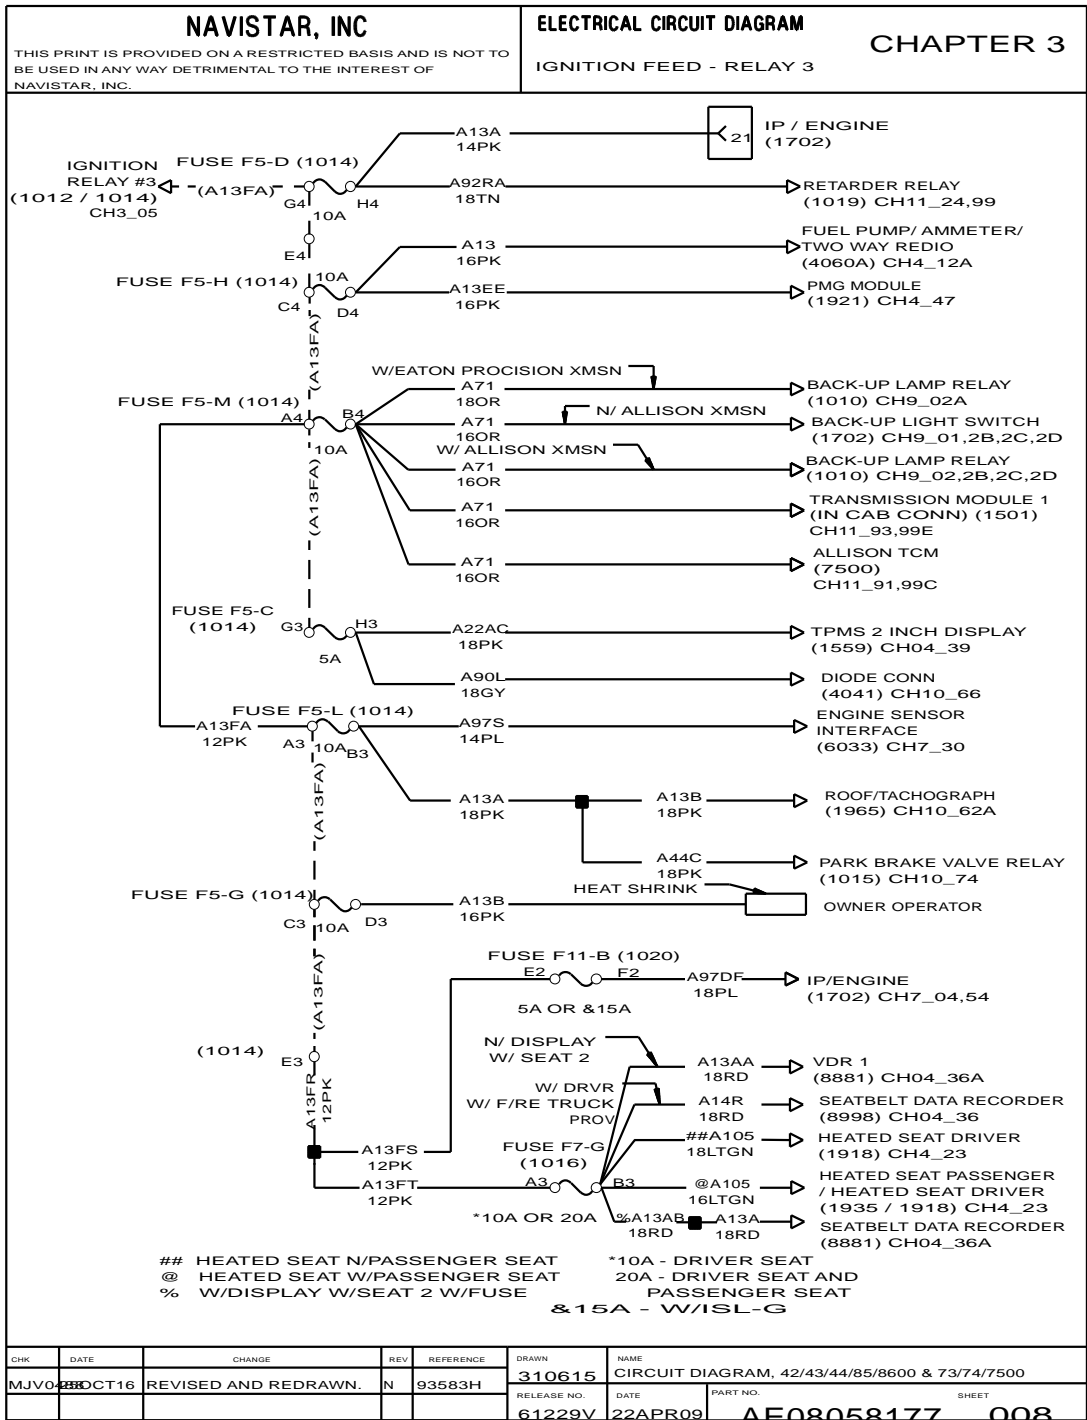 NAVISTAR, INC
THIS PRINT IS PROVIDED ON A RESTRICTED BASIS AND IS NOT TO
BE USED IN ANY WAY DETRIMENTAL TO THE INTEREST OF
NAVISTAR, INC.
ELECTRICAL CIRCUIT DIAGRAM
IGNITION FEED - RELAY 3
CHAPTER 3
A13A
14PK
21
IP / ENGINE
(1702)
IGNITION
RELAY #3
(1012 / 1014)
CH3_05
(A13FA)
FUSE F5-D (1014)
G4
10A
H4
A92RA
18TN
RETARDER RELAY
(1019) CH11_24,99
E4
A13
16PK
FUEL PUMP/ AMMETER/
TWO WAY REDIO
(4060A) CH4_12A
FUSE F5-H (1014)
10A
C4
D4
A13EE
16PK
PMG MODULE
(1921) CH4_47
(A13FA)
W/EATON PROCISION XMSN
A71
18OR
BACK-UP LAMP RELAY
(1010) CH9_02A
FUSE F5-M (1014)
A4
B4
10A
N/ ALLISON XMSN
A71
16OR
BACK-UP LIGHT SWITCH
(1702) CH9_01,2B,2C,2D
W/ ALLISON XMSN
A71
16OR
BACK-UP LAMP RELAY
(1010) CH9_02,2B,2C,2D
(A13FA)
A71
16OR
TRANSMISSION MODULE 1
(IN CAB CONN) (1501)
CH11_93,99E
A71
16OR
ALLISON TCM
(7500)
CH11_91,99C
FUSE F5-C
(1014)
G3
H3
5A
A22AC
18PK
TPMS 2 INCH DISPLAY
(1559) CH04_39
A90L
18GY
DIODE CONN
(4041) CH10_66
A13FA
12PK
FUSE F5-L (1014)
A3
10A
B3
A97S
14PL
ENGINE SENSOR
INTERFACE
(6033) CH7_30
(A13FA)
A13A
18PK
A13B
18PK
ROOF/TACHOGRAPH
(1965) CH10_62A
A44C
18PK
PARK BRAKE VALVE RELAY
(1015) CH10_74
FUSE F5-G (1014)
C3
10A
D3
A13B
16PK
HEAT SHRINK
OWNER OPERATOR
(A13FA)
FUSE F11-B (1020)
E2
F2
5A OR &15A
A97DF
18PL
IP/ENGINE
(1702) CH7_04,54
(1014)
E3
A13FR
12PK
N/ DISPLAY
W/ SEAT 2
A13AA
18RD
VDR 1
(8881) CH04_36A
W/ DRVR
W/ F/RE TRUCK
PROV
A14R
18RD
SEATBELT DATA RECORDER
(8998) CH04_36
A13FS
12PK
FUSE F7-G
(1016)
##A105
18LTGN
HEATED SEAT DRIVER
(1918) CH4_23
A13FT
12PK
A3
B3
*10A OR 20A
@A105
16LTGN
HEATED SEAT PASSENGER
/ HEATED SEAT DRIVER
(1935 / 1918) CH4_23
%A13AB
18RD
A13A
18RD
SEATBELT DATA RECORDER
(8881) CH04_36A
## HEATED SEAT N/PASSENGER SEAT
@ HEATED SEAT W/PASSENGER SEAT
% W/DISPLAY W/SEAT 2 W/FUSE
*10A - DRIVER SEAT
20A - DRIVER SEAT AND
PASSENGER SEAT
&15A - W/ISL-G
CHK DATE CHANGE REV REFERENCE
REVISED AND REDRAWN. N 93583H
DRAWN
310615
NAME
CIRCUIT DIAGRAM, 42/43/44/85/8600 & 73/74/7500
RELEASE NO.
61229V
DATE
22APR09
PART NO.
AE08058177
SHEET
008